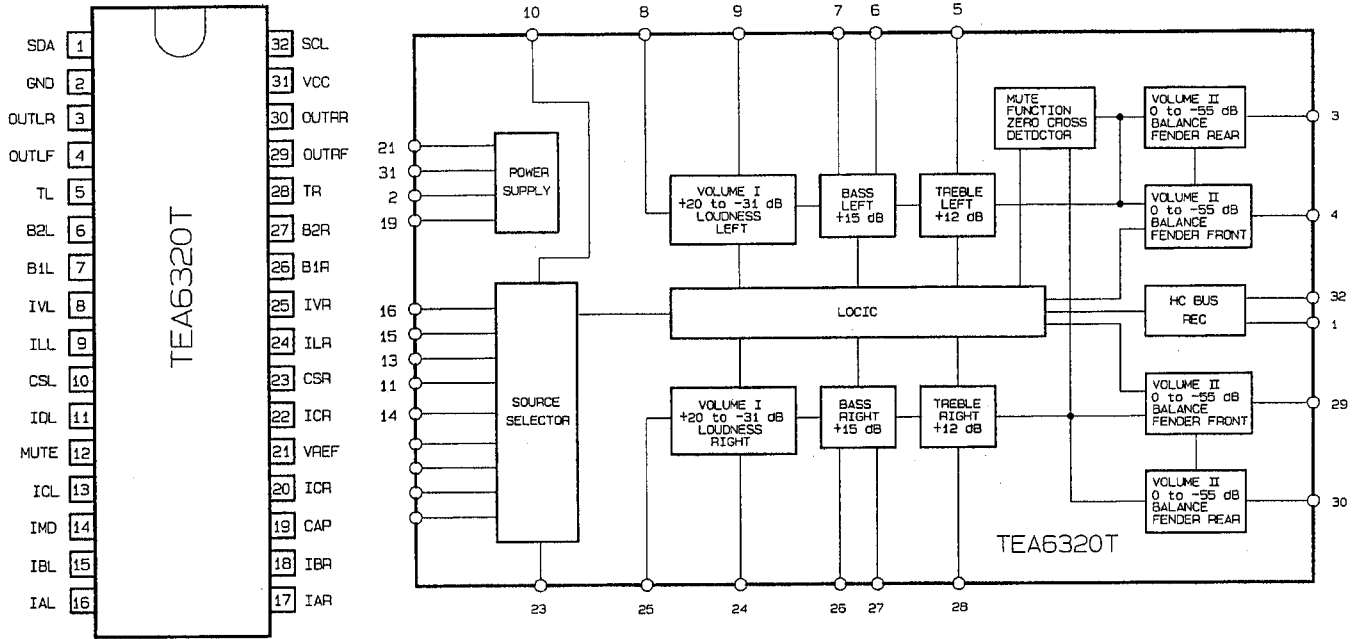 SDA 1
GND 2
OUTLR 3
OUTLF 4
TL 5
B2L 6
B1L 7
IVL 8
ILL 9
CSL 10
IDL 11
MUTE 12
ICL 13
IMD 14
IBL 15
IAL 16
TEA6320T
32 SCL
31 VCC
30 OUTRR
29 OUTRF
28 TR
27 B2R
26 B1R
25 IVR
24 ILR
23 CSR
22 ICR
21 VREF
20 ICR
19 CAP
18 IBR
17 IAR
10 8 9 7 6 5
21
31
2
19
POWER
SUPPLY
16
15
13
11
14
SOURCE
SELECTOR
VOLUME I
+20 to -31 dB
LOUDNESS
LEFT
BASS
LEFT
+15 dB
TREBLE
LEFT
+12 dB
MUTE
FUNCTION
ZERO CROSS
DETDCTOR
VOLUME II
0 to -55 dB
BALANCE
FENDER REAR
3
VOLUME II
0 to -55 dB
BALANCE
FENDER FRONT
4
LOCIC
HC BUS
REC
32
1
VOLUME I
+20 to -31 dB
LOUDNESS
RIGHT
BASS
RIGHT
+15 dB
TREBLE
RIGHT
+12 dB
VOLUME II
0 to -55 dB
BALANCE
FENDER FRONT
29
VOLUME II
0 to -55 dB
BALANCE
FENDER REAR
30
TEA6320T
23 25 24 26 27 28